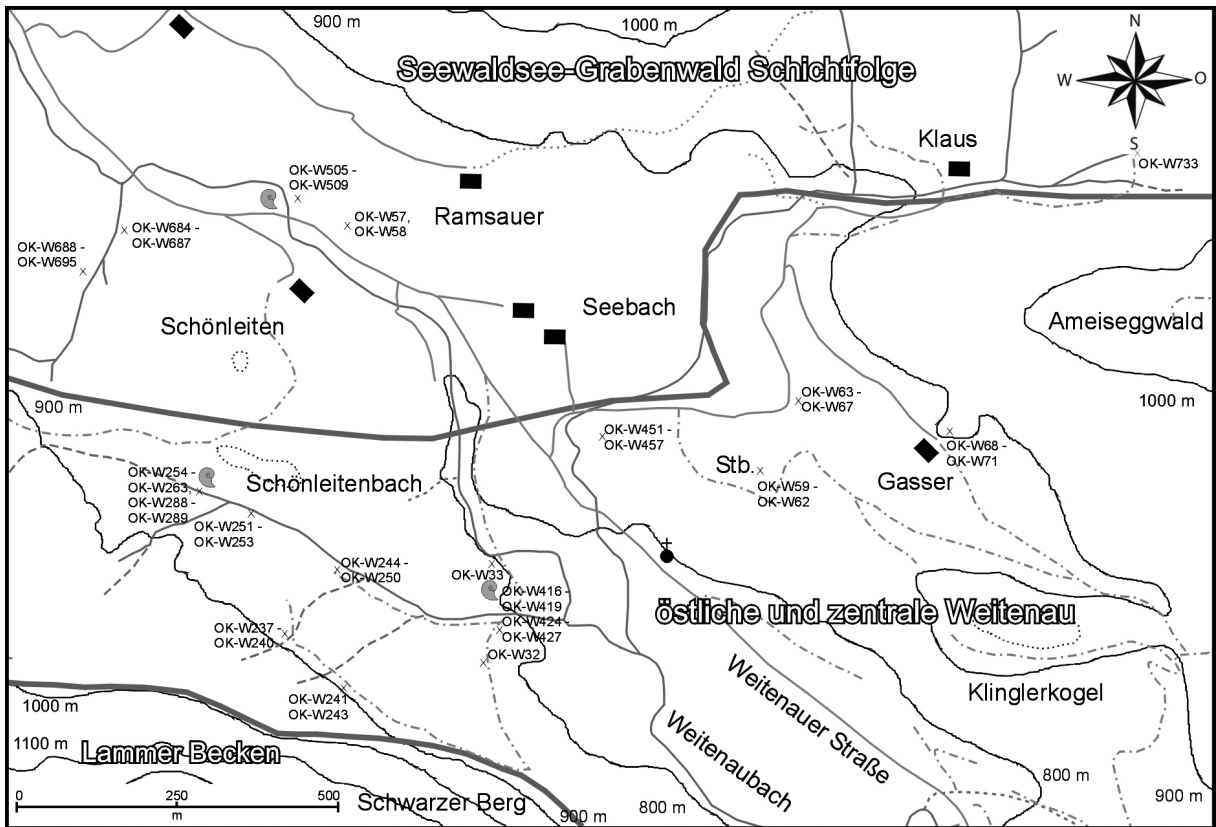 900 m
1000 m
N
Seewaldsee-Grabenwald Schichtfolge
W
O
Klaus
S
OK-W733
OK-W505 -
OK-W509
Ramsauer
OK-W57,
OK-W58
OK-W684 -
OK-W687
OK-W688 -
OK-W695
Seebach
Schönleiten
Ameiseggwald
900 m
OK-W63 -
OK-W67
1000 m
OK-W451 -
OK-W457
OK-W68 -
OK-W71
Stb.
Gasser
OK-W254 -
OK-W263,
OK-W288 -
OK-W289
Schönleitenbach
OK-W59 -
OK-W62
OK-W251 -
OK-W253
OK-W244 -
OK-W250
OK-W33
OK-W416 -
OK-W419
OK-W424 -
OK-W427
östliche und zentrale Weitenau
OK-W237 -
OK-W240
OK-W32
Weitenauer Straße
Klinglerkogel
OK-W241
OK-W243
1000 m
Weitenaubach
1100 m
Lammer Becken
800 m
900 m
0
250
500
m
Schwarzer Berg
900 m
800 m